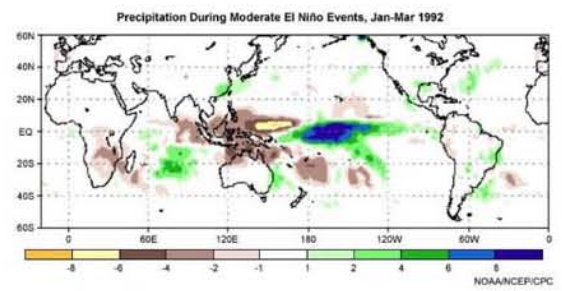 Precipitation During Moderate El Niño Events, Jan-Mar 1992
60N
40N
20N
EQ
20S
40S
60S
0 60E 120E 180 120W 60W 0
-8 -6 -4 -2 -1 1 2 4 6 8
NOAA/NCEP/CPC